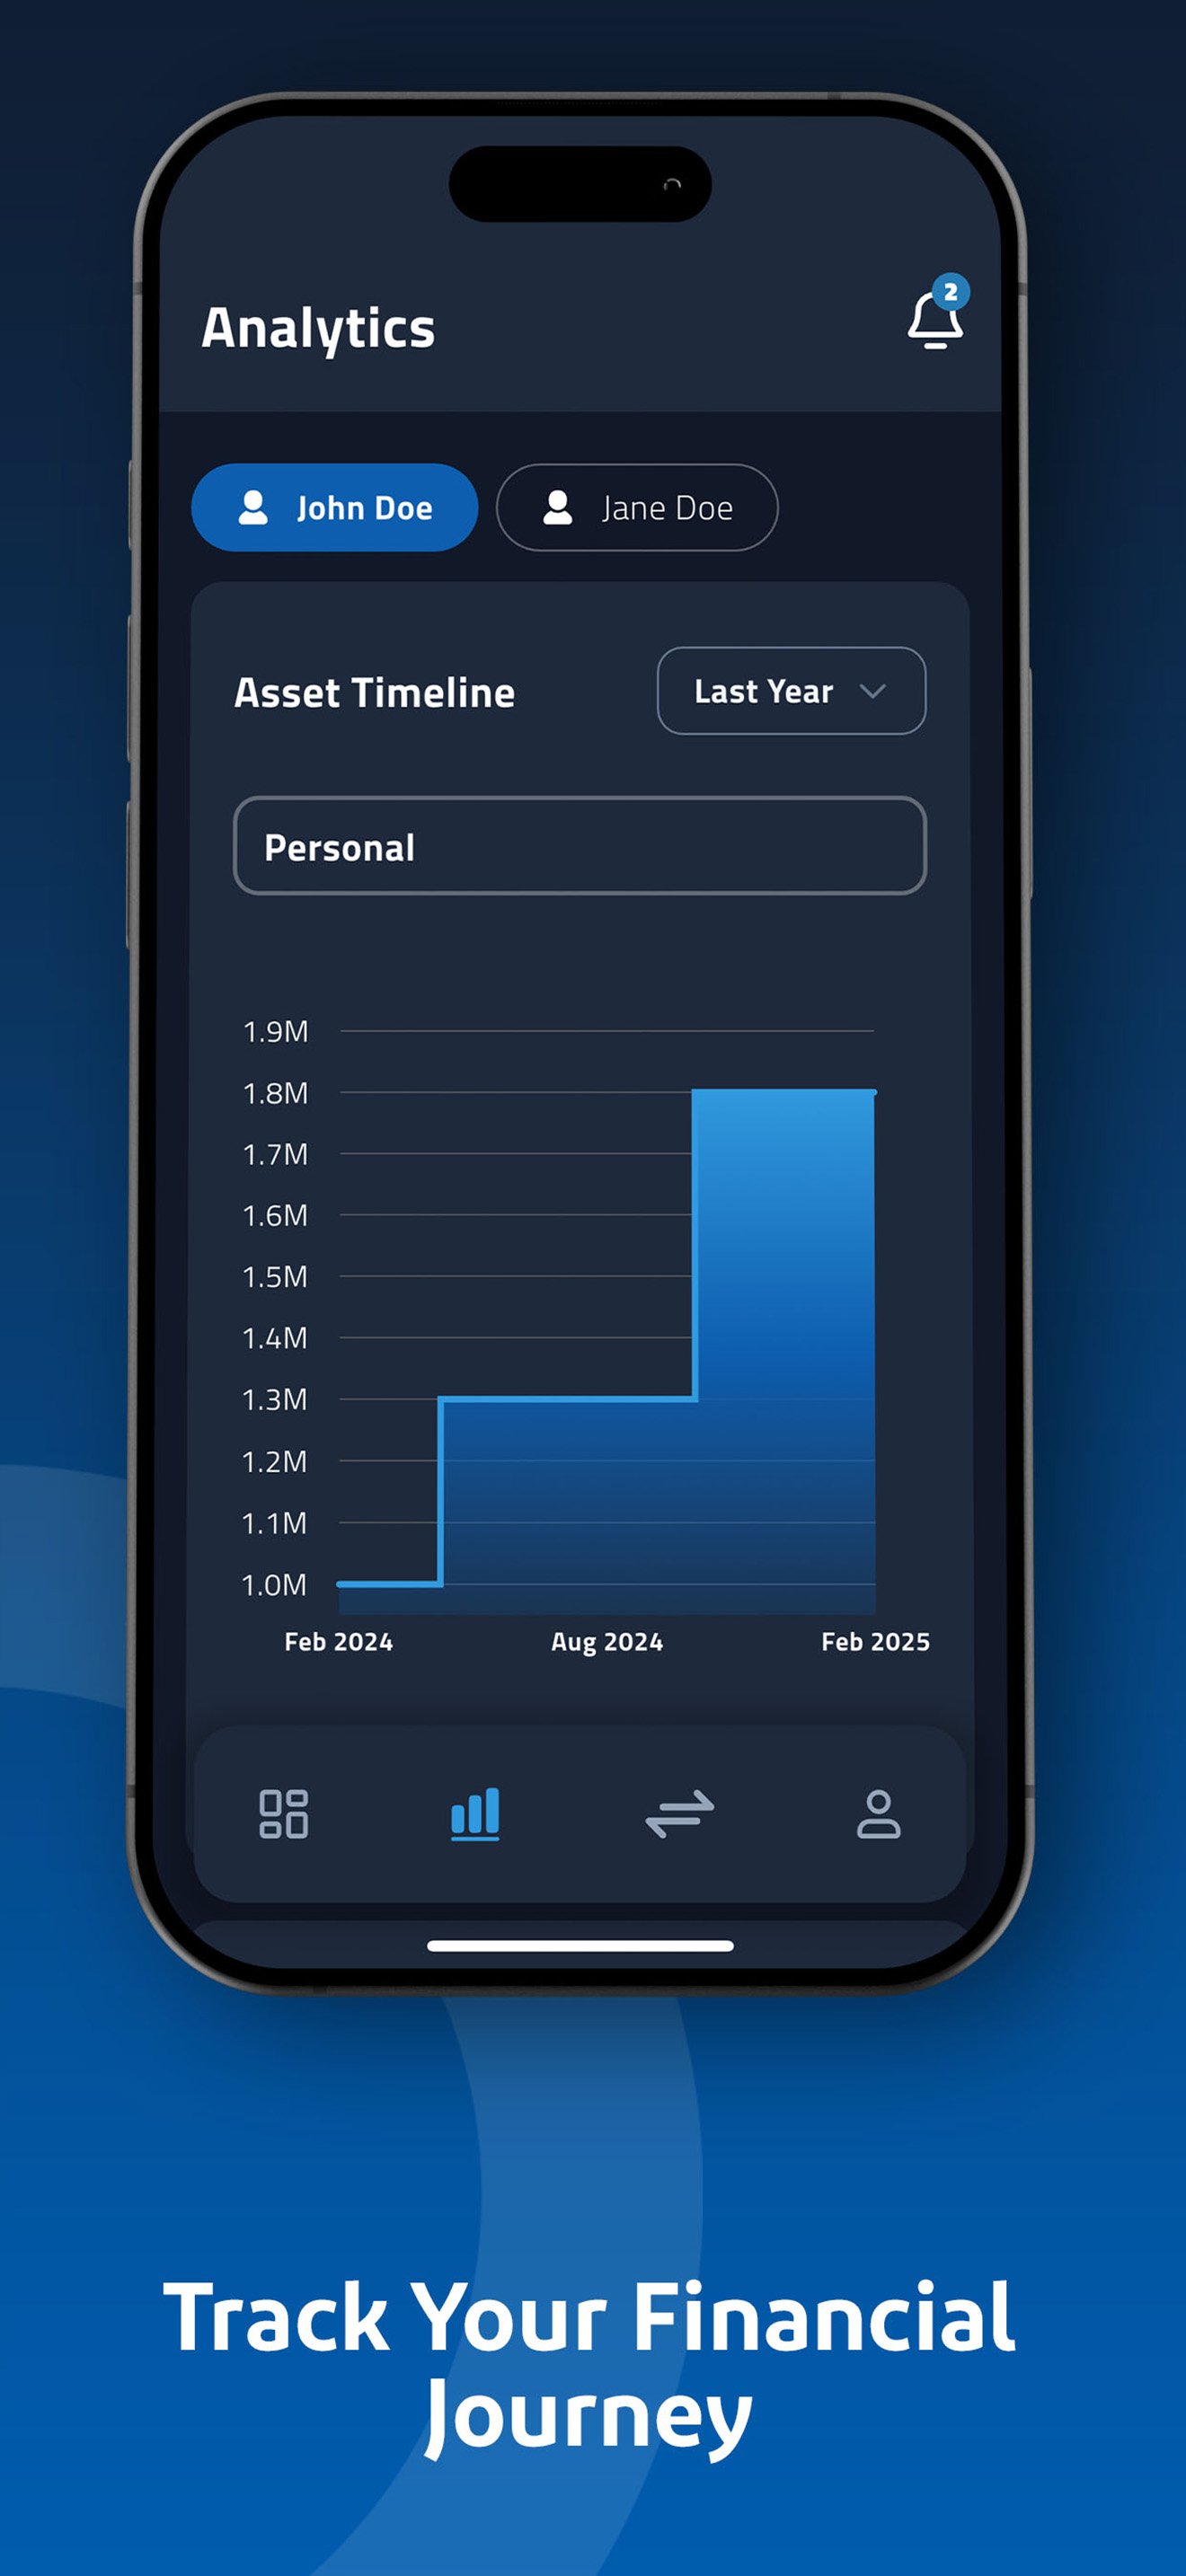 Analytics
2
John Doe
Jane Doe
Asset Timeline
Last Year
Personal
1.9M
1.8M
1.7M
1.6M
1.5M
1.4M
1.3M
1.2M
1.1M
1.0M
Feb 2024
Aug 2024
Feb 2025
Track Your Financial
Journey